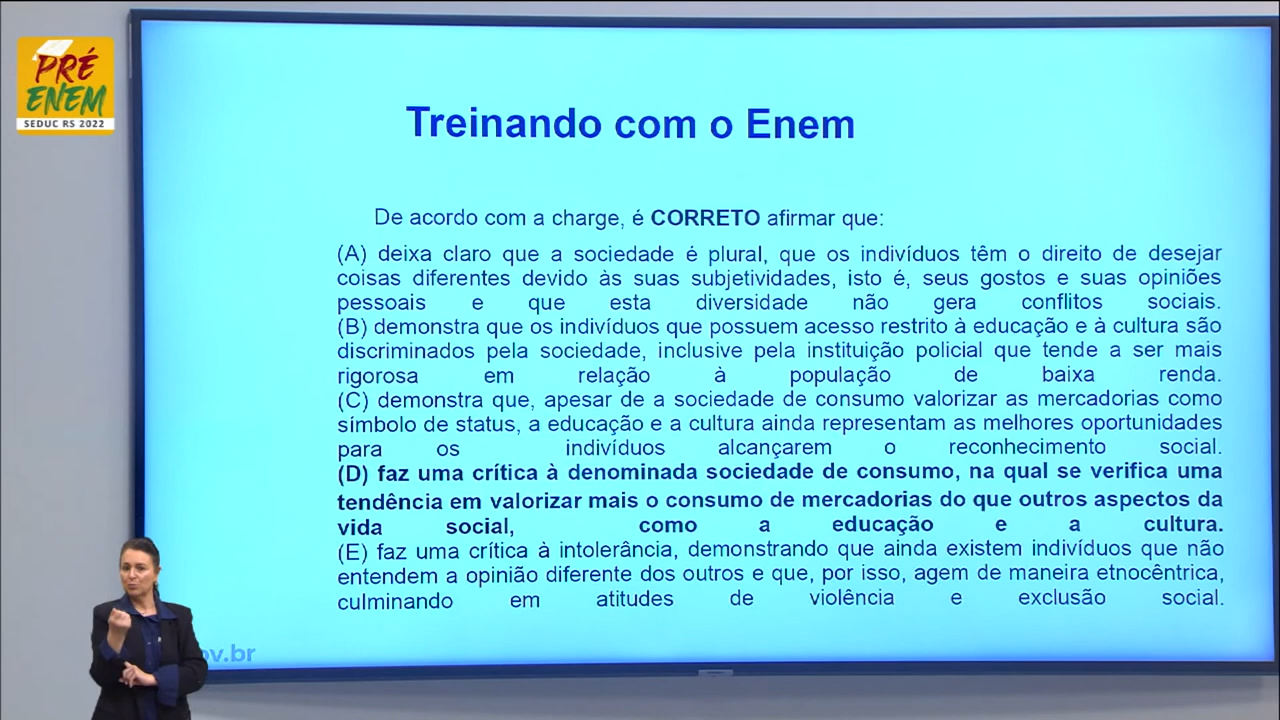 PRÉ
ENEM
SEDUC RS 2022
Treinando com o Enem
De acordo com a charge, é CORRETO afirmar que:
(A) deixa claro que a sociedade é plural, que os indivíduos têm o direito de desejar
coisas diferentes devido às suas subjetividades, isto é, seus gostos e suas opiniões
pessoais e que esta diversidade não gera conflitos sociais.
(B) demonstra que os indivíduos que possuem acesso restrito à educação e à cultura são
discriminados pela sociedade, inclusive pela instituição policial que tende a ser mais
rigorosa em relação à população de baixa renda.
(C) demonstra que, apesar de a sociedade de consumo valorizar as mercadorias como
símbolo de status, a educação e a cultura ainda representam as melhores oportunidades
para os indivíduos alcançarem o reconhecimento social.
(D) faz uma crítica à denominada sociedade de consumo, na qual se verifica uma
tendência em valorizar mais o consumo de mercadorias do que outros aspectos da
vida social, como a educação e a cultura.
(E) faz uma crítica à intolerância, demonstrando que ainda existem indivíduos que não
entendem a opinião diferente dos outros e que, por isso, agem de maneira etnocêntrica,
culminando em atitudes de violência e exclusão social.
ov.br